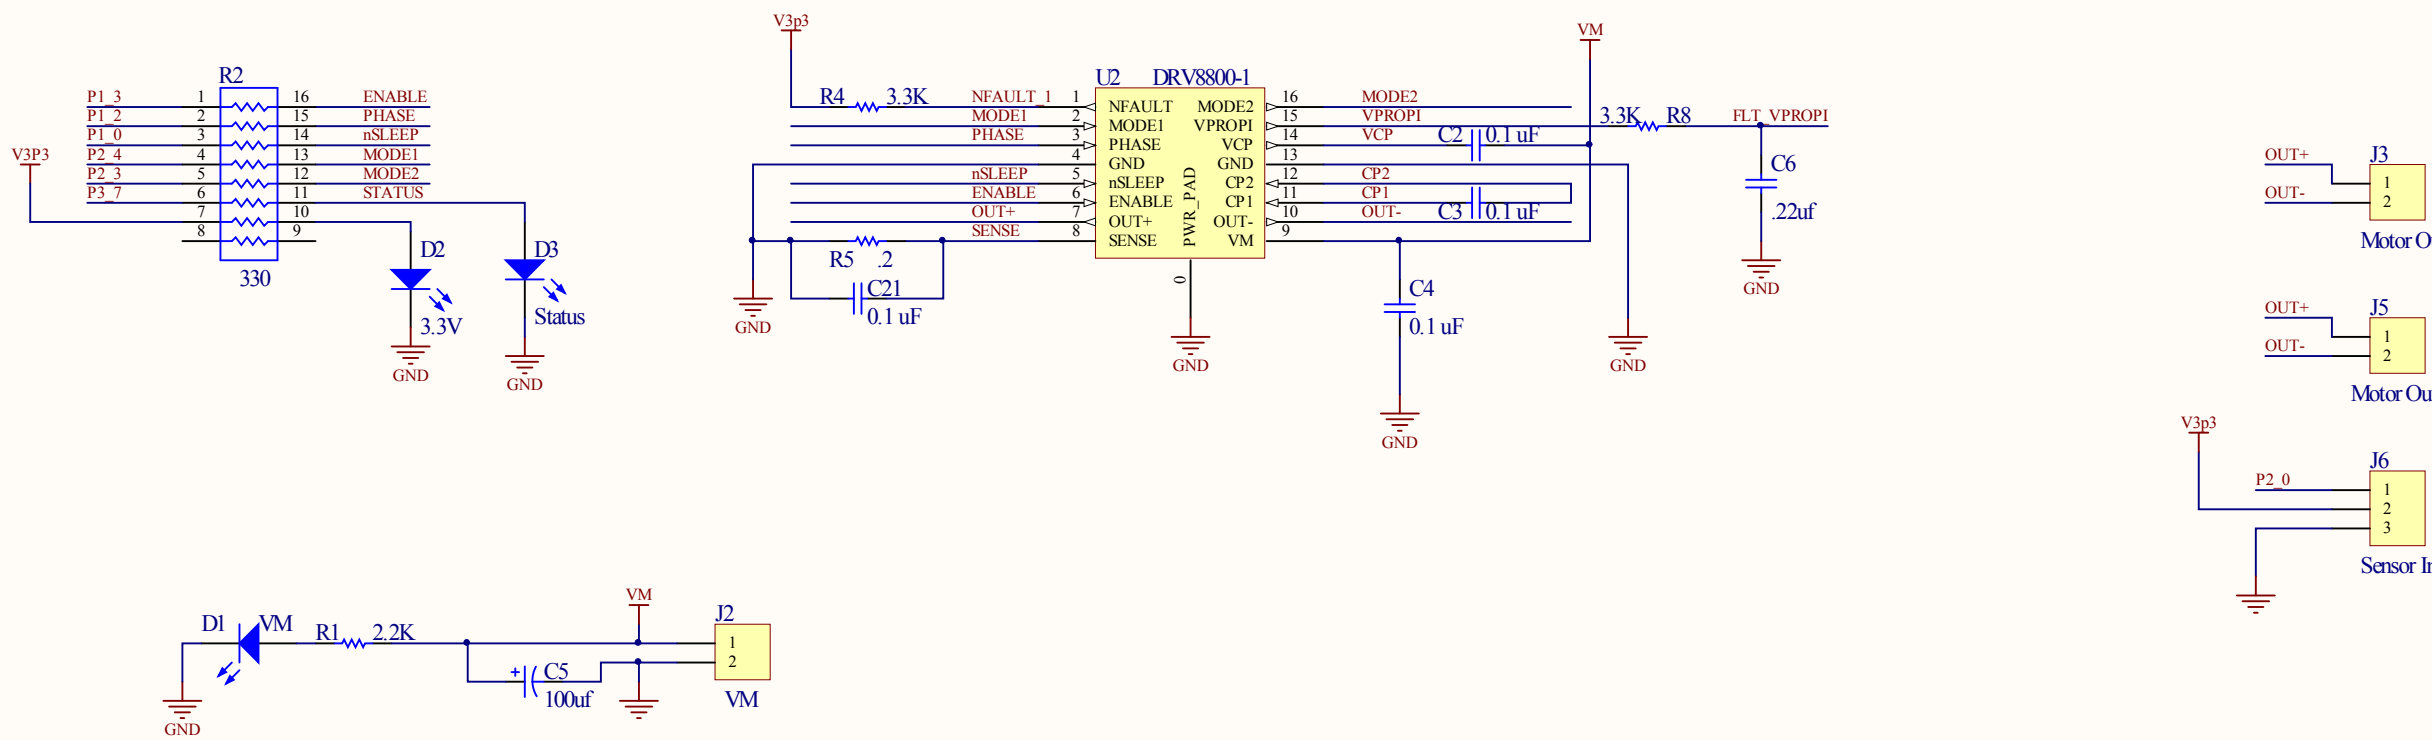 R2
P1_3 1 16 ENABLE
P1_2 2 15 PHASE
P1_0 3 14 nSLEEP
P2_4 4 13 MODE1
P2_3 5 12 MODE2
P3_7 6 11 STATUS
7 10
8 9
V3P3
330
D2
3.3V
GND
D3
Status
GND
V3p3
R4 3.3K
U2 DRV8800-1
NFAULT_1 1 NFAULT
MODE1 2 MODE1
PHASE 3 PHASE
4 GND
nSLEEP 5 nSLEEP
ENABLE 6 ENABLE
OUT+ 7 OUT+
SENSE 8 SENSE
MODE2 16 MODE2
VPROPI 15 VPROPI
VCP 14 VCP
GND 13
CP2 12 CP2
CP1 11 CP1
OUT- 10 OUT-
VM 9
PWR_PAD
0
GND
R5 .2
C21
0.1 uF
GND
VM
C2 0.1 uF
C3 0.1 uF
C4
0.1 uF
GND
GND
3.3K R8 FLT_VPROPI
C6
.22uf
GND
J3
OUT+ 1
OUT- 2
Motor O
J5
OUT+ 1
OUT- 2
Motor Ou
V3p3
J6
P2_0 1
2
3
Sensor In
D1 VM R1 2.2K
GND
VM
C5
+
100uf
J2
1
2
VM